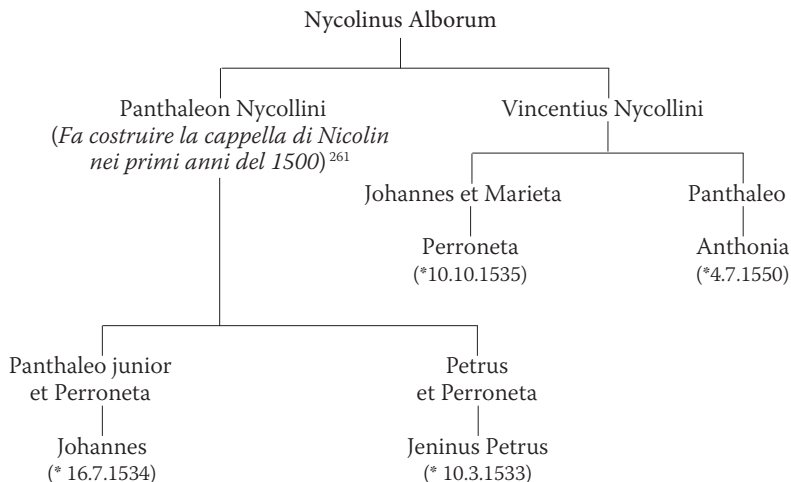 Nycolinus Alborum
Panthaleon Nycollini
(Fa costruire la cappella di Nicolin
nei primi anni del 1500) 261
Vincentius Nycollini
Johannes et Marieta
Panthaleo
Perroneta
(*10.10.1535)
Anthonia
(*4.7.1550)
Panthaleo junior
et Perroneta
Petrus
et Perroneta
Johannes
(* 16.7.1534)
Jeninus Petrus
(* 10.3.1533)